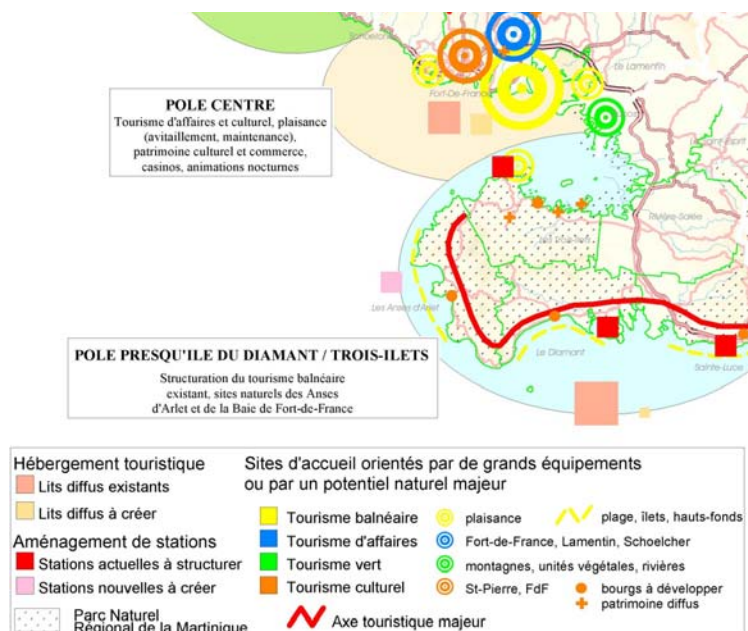 Schoelcher
Fort-De-France
Le Lamentin
POLE CENTRE
Tourisme d'affaires et culturel, plaisance
(avitaillement, maintenance),
patrimoine culturel et commerce,
casinos, animations nocturnes
Rivière-Salée
Les Trois-Ilets
Les Anses d'Arlet
POLE PRESQU'ILE DU DIAMANT / TROIS-ILETS
Structuration du tourisme balnéaire
existant, sites naturels des Anses
d'Arlet et de la Baie de Fort-de-France
Le Diamant
Sainte-Luce
Hébergement touristique
Lits diffus existants
Lits diffus à créer
Aménagement de stations
Stations actuelles à structurer
Stations nouvelles à créer
Parc Naturel
Régional de la Martinique
Sites d'accueil orientés par de grands équipements
ou par un potentiel naturel majeur
Tourisme balnéaire
plaisance
plage, îlets, hauts-fonds
Tourisme d'affaires
Fort-de-France, Lamentin, Schoelcher
Tourisme vert
montagnes, unités végétales, rivières
Tourisme culturel
St-Pierre, FdF
bourgs à développer
patrimoine diffus
Axe touristique majeur